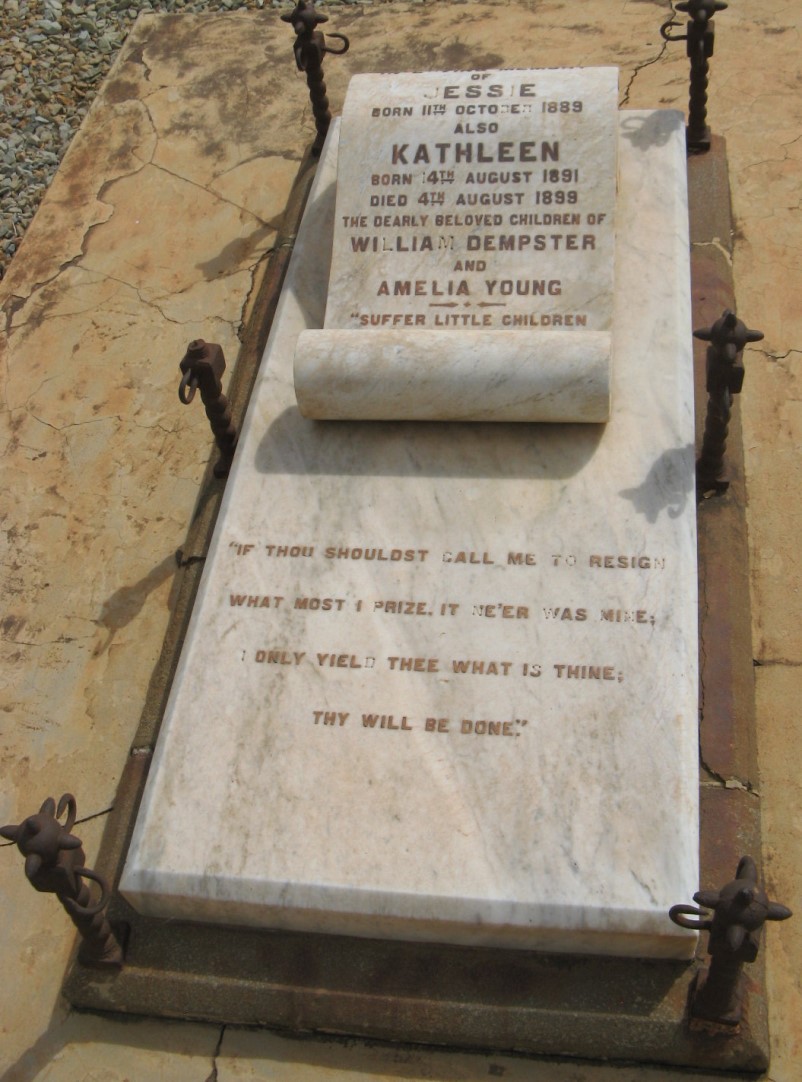 OF
JESSIE
BORN 11TH OCTOBER 1889
ALSO
KATHLEEN
BORN 14TH AUGUST 1891
DIED 4TH AUGUST 1899
THE DEARLY BELOVED CHILDREN OF
WILLIAM DEMPSTER
AND
AMELIA YOUNG
"SUFFER LITTLE CHILDREN
"IF THOU SHOULDST CALL ME TO RESIGN
WHAT MOST I PRIZE, IT NE'ER WAS MINE;
I ONLY YIELD THEE WHAT IS THINE;
THY WILL BE DONE."